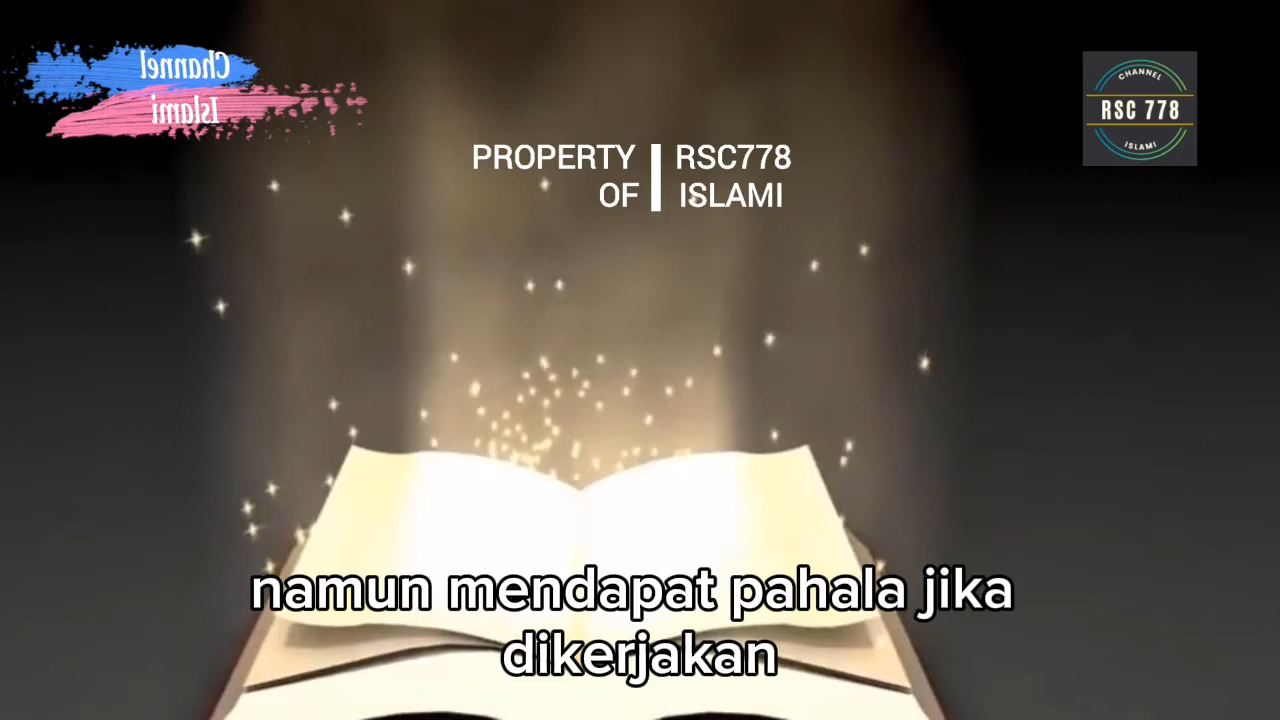 Channel
Islami
CHANNEL
RSC 778
ISLAMI
PROPERTY OF
RSC778 ISLAMI
namun mendapat pahala jika
dikerjakan